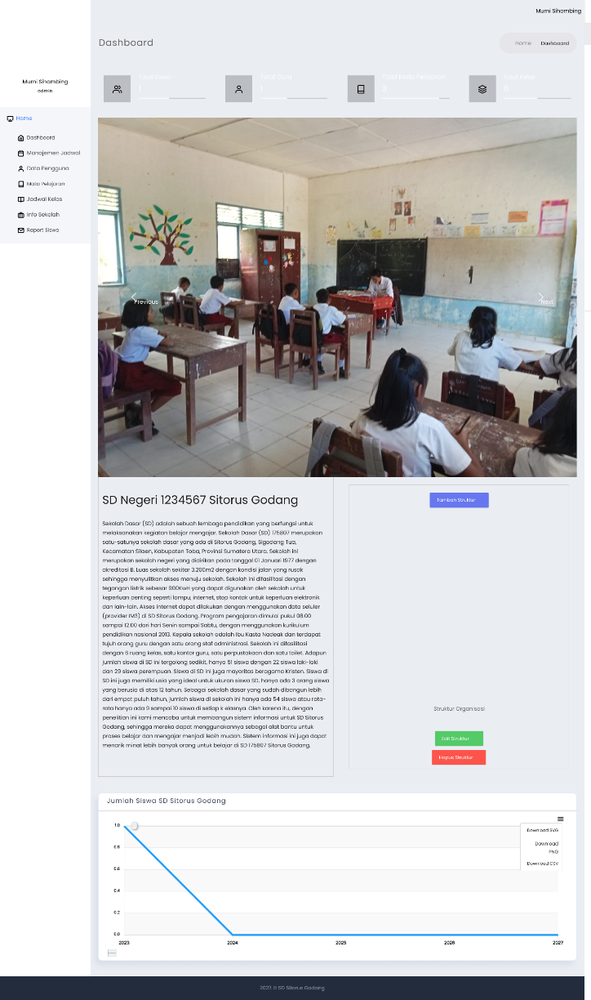 Murni Sihombing
Dashboard
Home Dashboard
Murni Sihombing
admin
Home
Dashboard
Manajemen Jadwal
Data Pengguna
Mata Pelajaran
Jadwal Kelas
Info Sekolah
Raport Siswa
Total Siswa
1
Total Guru
1
Total Mata Pelajaran
3
Total Kelas
6
Previous
Next
SD Negeri 1234567 Sitorus Godang
Sekolah Dasar (SD) adalah sebuah lembaga pendidikan yang berfungsi untuk
melaksanakan kegiatan belajar mengajar. Sekolah Dasar (SD) 175807 merupakan
satu-satunya sekolah dasar yang ada di Sitorus Godang, Sigodang Tua,
Kecamatan Silaen, Kabupaten Toba, Provinsi Sumatera Utara. Sekolah ini
merupakan sekolah negeri yang didirikan pada tanggal 01 Januari 1977 dengan
akreditasi B. Luas sekolah sekitar 3.200m2 dengan kondisi jalan yang rusak
sehingga menyulitkan akses menuju sekolah. Sekolah ini difasilitasi dengan
tegangan listrik sebesar 900KwH yang dapat digunakan oleh sekolah untuk
keperluan penting seperti lampu, internet, stop kontak untuk keperluan elektronik
dan lain-lain. Akses internet dapat dilakukan dengan menggunakan data seluler
(provider IM3) di SD Sitorus Godang. Program pengajaran dimulai pukul 08.00
sampai 12.00 dari hari Senin sampai Sabtu, dengan menggunakan kurikulum
pendidikan nasional 2013. Kepala sekolah adalah Ibu Kasta Nadeak dan terdapat
tujuh orang guru dengan satu orang staf administrasi. Sekolah ini difasilitasi
dengan 6 ruang kelas, satu kantor guru, satu perpustakaan dan satu toilet. Adapun
jumlah siswa di SD ini tergolong sedikit, hanya 51 siswa dengan 22 siswa laki-laki
dan 29 siswa perempuan. Siswa di SD ini juga mayoritas beragama Kristen. Siswa di
SD ini juga memiliki usia yang ideal untuk ukuran siswa SD, hanya ada 3 orang siswa
yang berusia di atas 12 tahun. Sebagai sekolah dasar yang sudah dibangun lebih
dari empat puluh tahun, jumlah siswa di sekolah ini hanya ada 54 siswa atau rata-
rata hanya ada 9 sampai 10 siswa di setiap k elasnya. Oleh karena itu, dengan
penelitian ini kami mencoba untuk membangun sistem informasi untuk SD Sitorus
Godang, sehingga mereka dapat menggunakannya sebagai alat bantu untuk
proses belajar dan mengajar menjadi lebih mudah. Sistem informasi ini juga dapat
menarik minat lebih banyak orang untuk belajar di SD 175807 Sitorus Godang.
Tambah Struktur
Struktur Organisasi
Edit Struktur
Hapus Struktur
Jumlah Siswa SD Sitorus Godang
Download SVG
Download
PNG
Download CSV
1.0
0.8
0.6
0.4
0.2
0.0
2023 2024 2025 2026 2027
2023 © SD Sitorus Godang